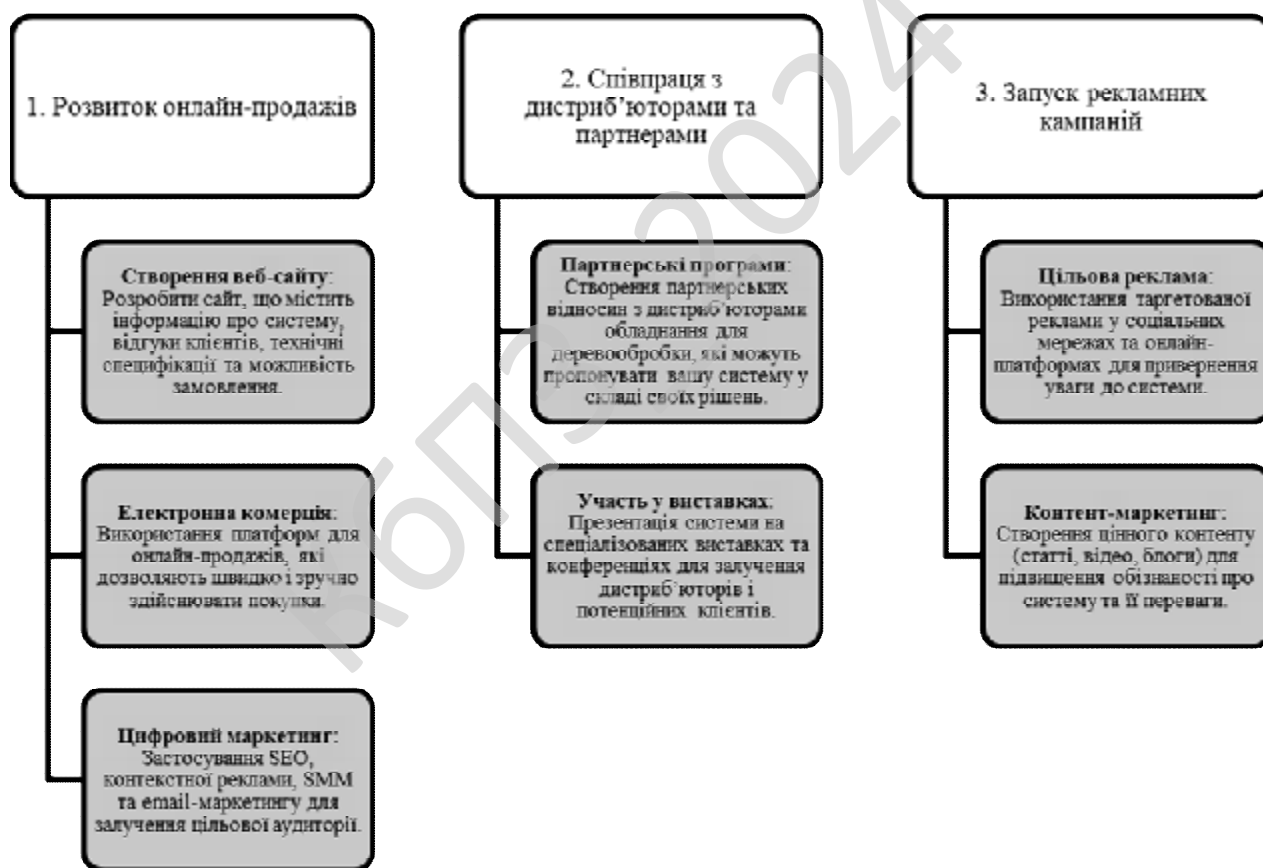 1. Розвиток онлайн-продажів
Створення веб-сайту:
Розробити сайт, що містить
інформацію про систему,
відгуки клієнтів, технічні
специфікації та можливість
замовлення.
Електронна комерція:
Використання платформ для
онлайн-продажів, які
дозволяють швидко і зручно
здійснювати покупки.
Цифровий маркетинг:
Застосування SEO,
контекстної реклами, SMM
та email-маркетингу для
залучення цільової аудиторії.
2. Співпраця з
дистриб’юторами та
партнерами
Партнерські програми:
Створення партнерських
відносин з дистриб’юторами
обладнання для
деревообробки, які можуть
пропонувати вашу систему у
складі своїх рішень.
Участь у виставках:
Презентація системи на
спеціалізованих виставках та
конференціях для залучення
дистриб’юторів і
потенційних клієнтів.
3. Запуск рекламних
кампаній
Цільова реклама:
Використання таргетованої
реклами у соціальних
мережах та онлайн-
платформах для привернення
уваги до системи.
Контент-маркетинг:
Створення цінного контенту
(статті, відео, блоги) для
підвищення обізнаності про
систему та її переваги.
КбПЗ_2024